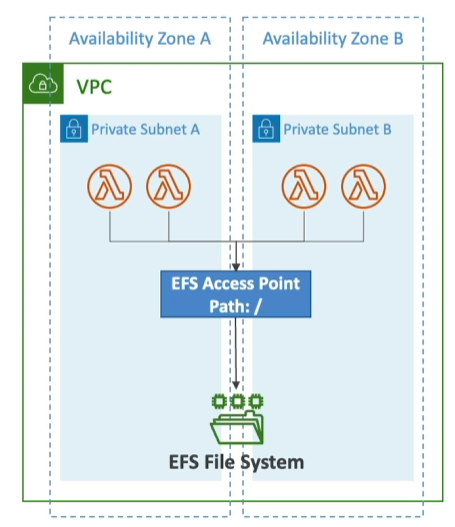 Availability Zone A
Availability Zone B
VPC
Private Subnet A
Private Subnet B
EFS Access Point
Path: /
EFS File System